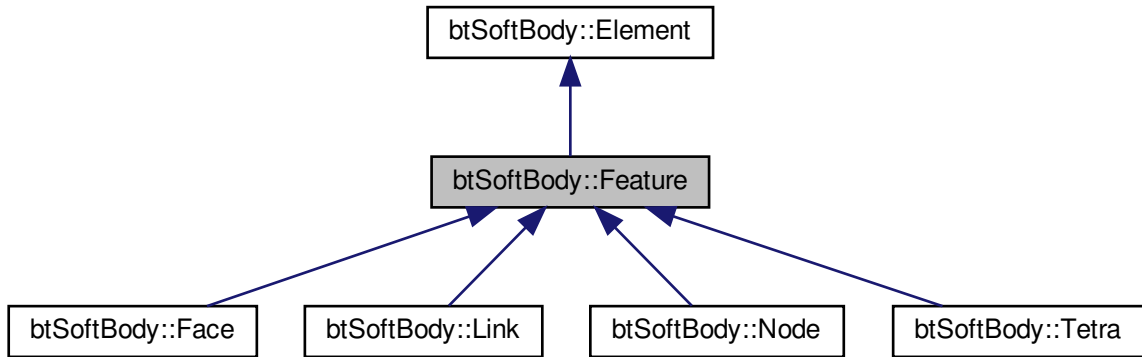 btSoftBody::Element
btSoftBody::Feature
btSoftBody::Face
btSoftBody::Link
btSoftBody::Node
btSoftBody::Tetra